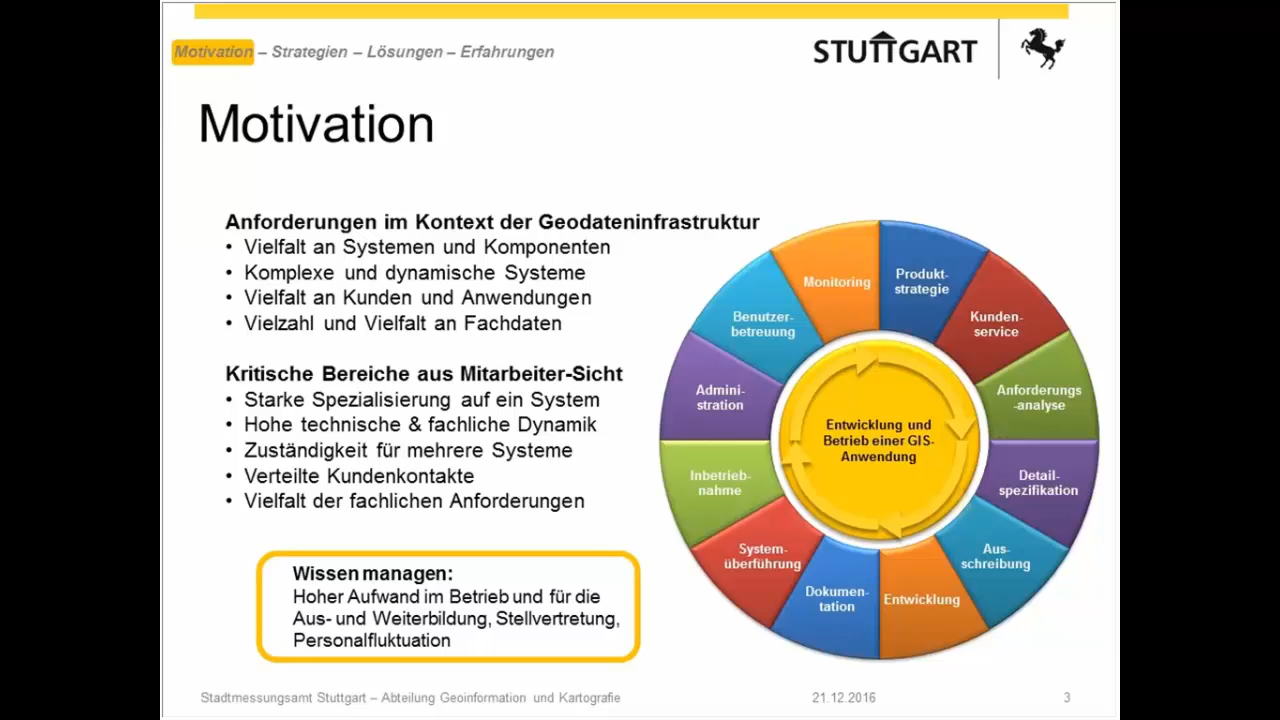 Motivation – Strategien – Lösungen – Erfahrungen
STUTTGART
Motivation
Anforderungen im Kontext der Geodateninfrastruktur
• Vielfalt an Systemen und Komponenten
• Komplexe und dynamische Systeme
• Vielfalt an Kunden und Anwendungen
• Vielzahl und Vielfalt an Fachdaten
Kritische Bereiche aus Mitarbeiter-Sicht
• Starke Spezialisierung auf ein System
• Hohe technische & fachliche Dynamik
• Zuständigkeit für mehrere Systeme
• Verteilte Kundenkontakte
• Vielfalt der fachlichen Anforderungen
Wissen managen:
Hoher Aufwand im Betrieb und für die
Aus- und Weiterbildung, Stellvertretung,
Personalfluktuation
Produkt-
strategie
Kunden-
service
Anforderungs
-analyse
Detail-
spezifikation
Aus-
schreibung
Entwicklung
Dokumen-
tation
System-
überführung
Inbetrieb-
nahme
Admini-
stration
Benutzer-
betreuung
Monitoring
Entwicklung und
Betrieb einer GIS-
Anwendung
Stadtmessungsamt Stuttgart – Abteilung Geoinformation und Kartografie
21.12.2016
3